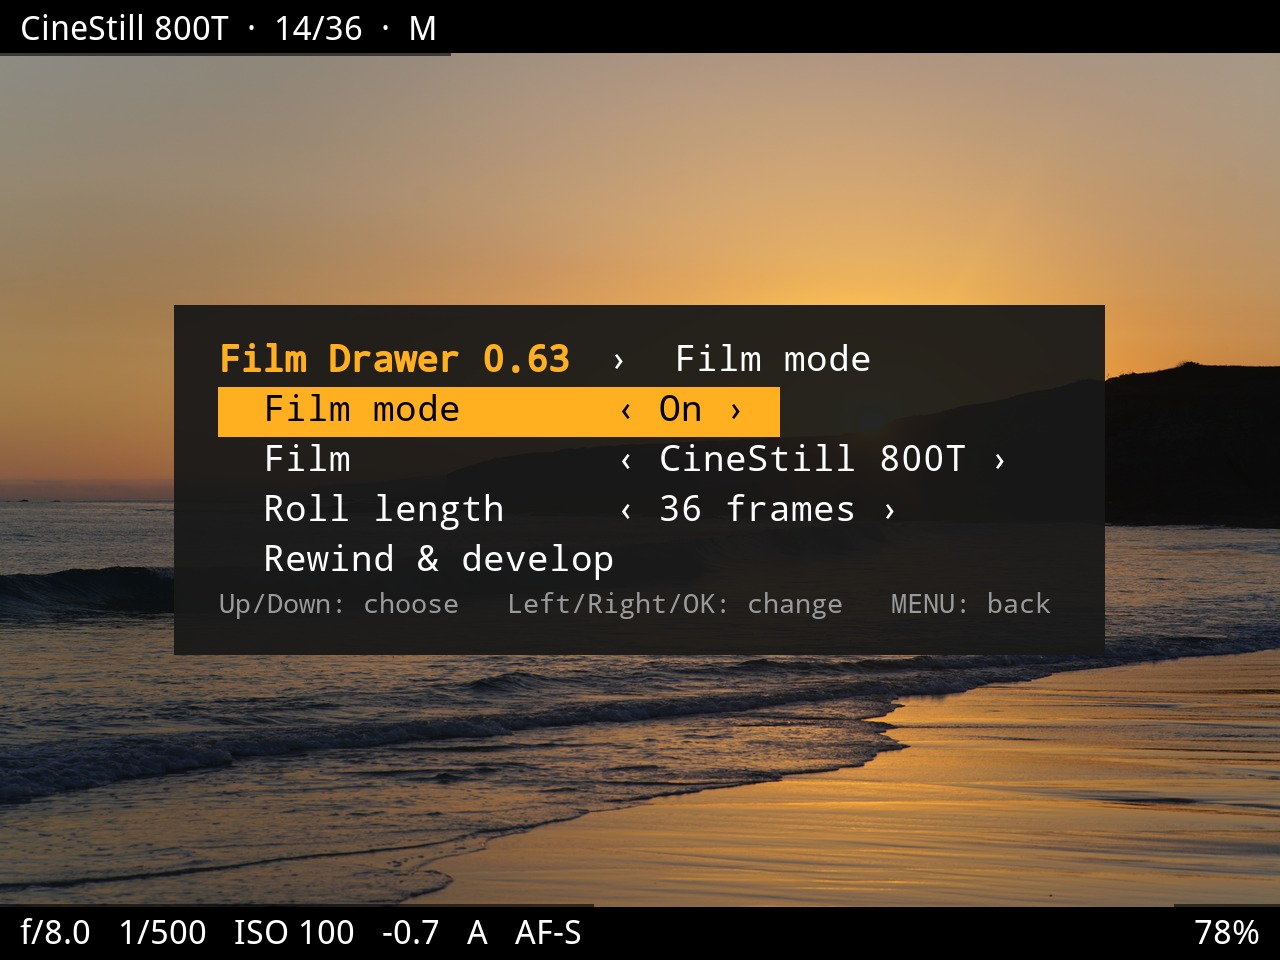 CineStill 800T · 14/36 · M
Film Drawer 0.63 › Film mode
Film mode ‹ On ›
Film ‹ CineStill 800T ›
Roll length ‹ 36 frames ›
Rewind & develop
Up/Down: choose Left/Right/OK: change MENU: back
f/8.0 1/500 ISO 100 -0.7 A AF-S 78%